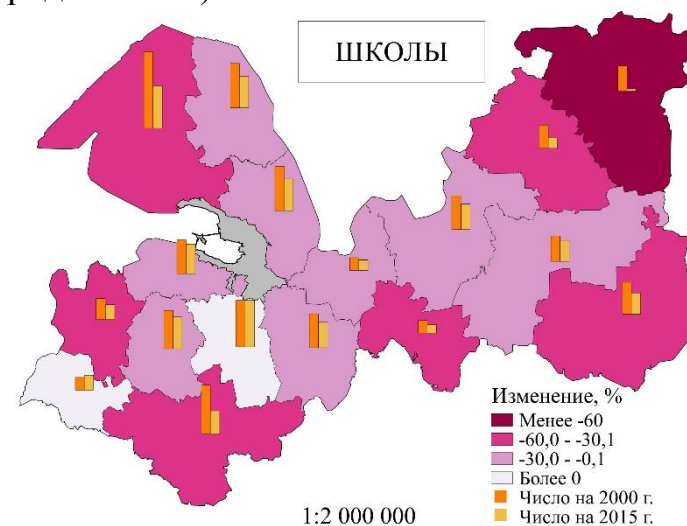 ШКОЛЫ
Изменение, %
Менее -60
-60,0 - -30,1
-30,0 - -0,1
Более 0
Число на 2000 г.
Число на 2015 г.
1:2 000 000